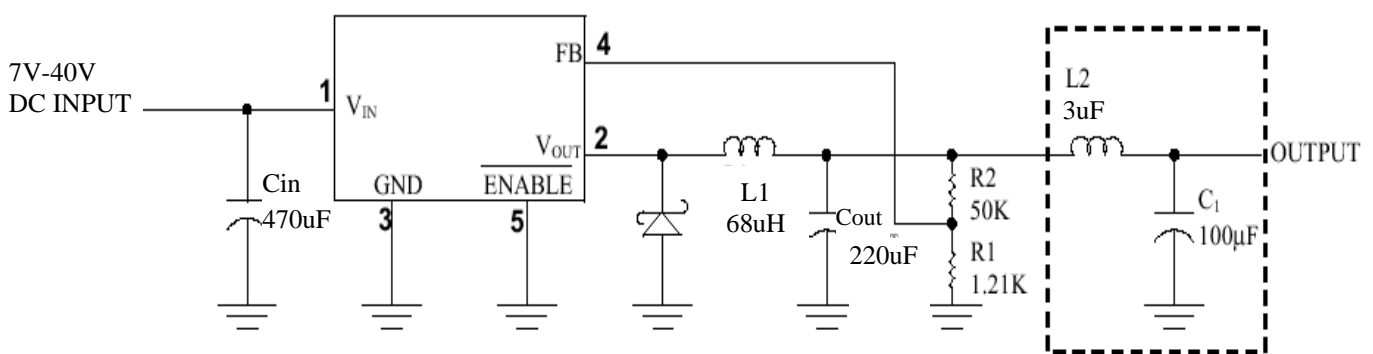 7V-40V
DC INPUT
1
V_IN
FB
4
V_OUT
2
GND
ENABLE
3
5
Cin
470uF
L1
68uH
Cout
220uF
R2
50K
R1
1.21K
L2
3uF
C₁
100µF
OUTPUT